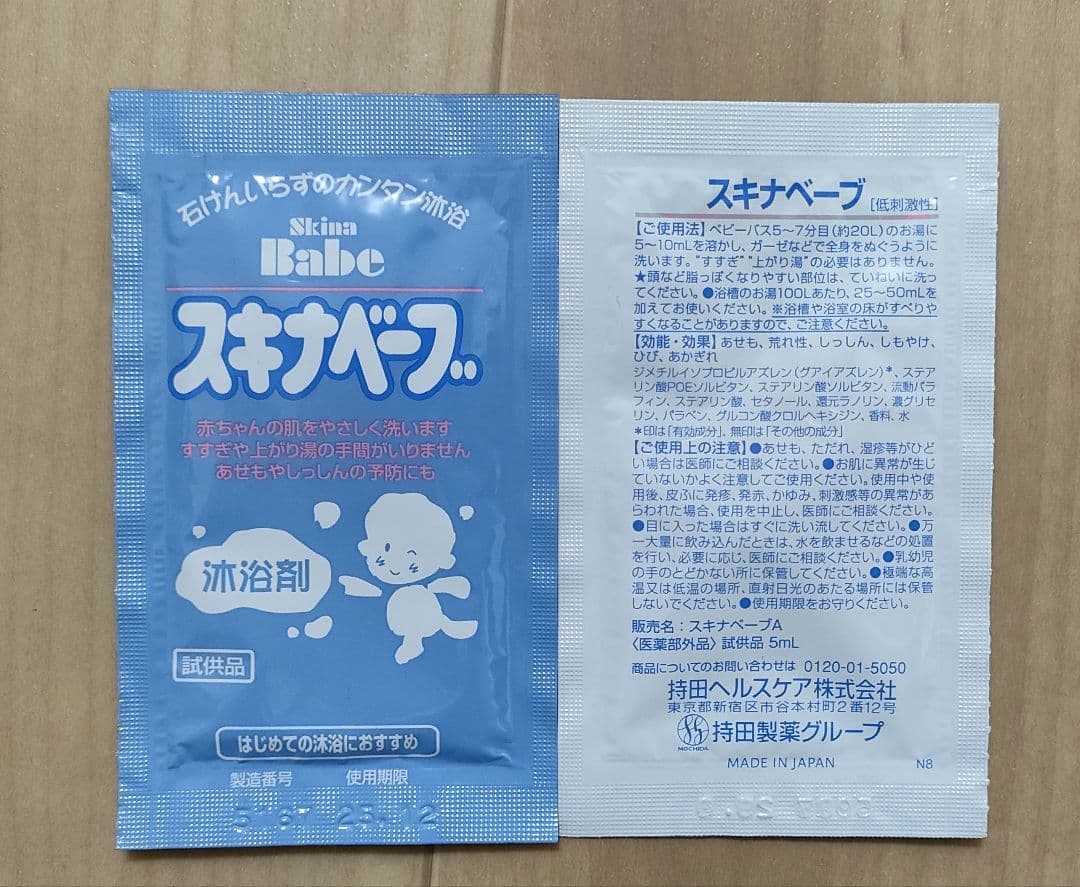 石けんいらずのカンタン沐浴
Skina
Babe
スキナベーブ
赤ちゃんの肌をやさしく洗います
すすぎや上がり湯の手間がいりません
あせもやしっしんの予防にも
沐浴剤
試供品
はじめての沐浴におすすめ
製造番号 使用期限
25.12
スキナベーブ[低刺激性]
【ご使用法】ベビーバス5〜7分目(約20L)のお湯に
5〜10mLを溶かし、ガーゼなどで全身をぬぐうように
洗います。“すすぎ”“上がり湯”の必要はありません。
★頭など脂っぽくなりやすい部位は、ていねいに洗っ
てください。●浴槽のお湯100Lあたり、25〜50mLを
加えてお使いください。※浴槽や浴室の床がすべりや
すくなることがありますので、ご注意ください。
【効能・効果】あせも、荒れ性、しっしん、しもやけ、
ひび、あかぎれ
ジメチルイソプロピルアズレン(グアイアズレン)*、ステア
リン酸POEソルビタン、ステアリン酸ソルビタン、流動パラ
フィン、ステアリン酸、セタノール、還元ラノリン、濃グリセ
リン、パラベン、グルコン酸クロルヘキシジン、香料、水
*印は「有効成分」、無印は「その他の成分」
【ご使用上の注意】●あせも、ただれ、湿疹等がひど
い場合は医師にご相談ください。●お肌に異常が生じ
ていないかよく注意してご使用ください。使用中や使
用後、皮ふに発疹、発赤、かゆみ、刺激感等の異常があ
らわれた場合、使用を中止し、医師にご相談ください。
●目に入った場合はすぐに洗い流してください。●万
一大量に飲み込んだときは、水を飲ませるなどの処置
を行い、必要に応じ、医師にご相談ください。●乳幼児
の手のとどかない所に保管してください。●極端な高
温又は低温の場所、直射日光のあたる場所には保管
しないでください。●使用期限をお守りください。
販売名：スキナベーブA
〈医薬部外品〉試供品 5mL
商品についてのお問い合わせは 0120-01-5050
持田ヘルスケア株式会社
東京都新宿区市谷本村町2番12号
MOCHIDA 持田製薬グループ
MADE IN JAPAN N8